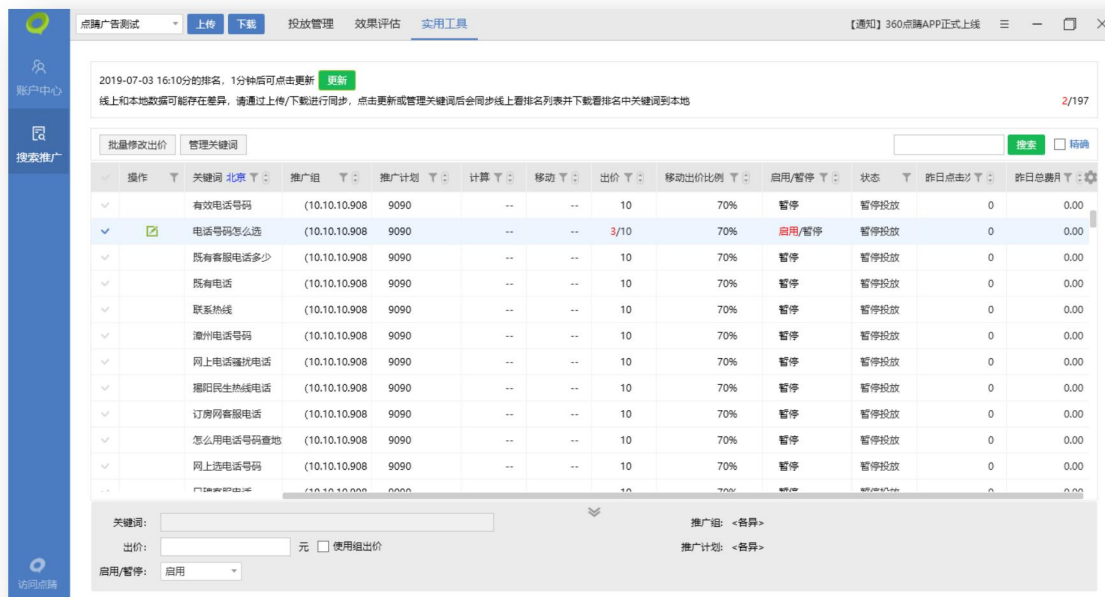 点睛广告测试 上传 下载 投放管理 效果评估 实用工具 【通知】360点睛APP正式上线
账户中心
搜索推广
访问点睛
2019-07-03 16:10分的排名，1分钟后可点击更新 更新
线上和本地数据可能存在差异，请通过上传/下载进行同步，点击更新或管理关键词后会同步线上看排名列表并下载看排名中关键词到本地 2/197
批量修改出价 管理关键词 搜索 精确
操作 关键词 北京 推广组 推广计划 计算 移动 出价 移动出价比例 启用/暂停 状态 昨日点击 昨日总费用
有效电话号码 (10.10.10.908 9090 -- -- 10 70% 暂停 暂停投放 0 0.00
电话号码怎么选 (10.10.10.908 9090 -- -- 3/10 70% 启用/暂停 暂停投放 0 0.00
既有客服电话多少 (10.10.10.908 9090 -- -- 10 70% 暂停 暂停投放 0 0.00
既有电话 (10.10.10.908 9090 -- -- 10 70% 暂停 暂停投放 0 0.00
联系热线 (10.10.10.908 9090 -- -- 10 70% 暂停 暂停投放 0 0.00
漳州电话号码 (10.10.10.908 9090 -- -- 10 70% 暂停 暂停投放 0 0.00
网上电话骚扰电话 (10.10.10.908 9090 -- -- 10 70% 暂停 暂停投放 0 0.00
揭阳民生热线电话 (10.10.10.908 9090 -- -- 10 70% 暂停 暂停投放 0 0.00
订房网客服电话 (10.10.10.908 9090 -- -- 10 70% 暂停 暂停投放 0 0.00
怎么用电话号码查地 (10.10.10.908 9090 -- -- 10 70% 暂停 暂停投放 0 0.00
网上选电话号码 (10.10.10.908 9090 -- -- 10 70% 暂停 暂停投放 0 0.00
关键词: 推广组: <各异>
出价: 元 使用组出价 推广计划: <各异>
启用/暂停: 启用